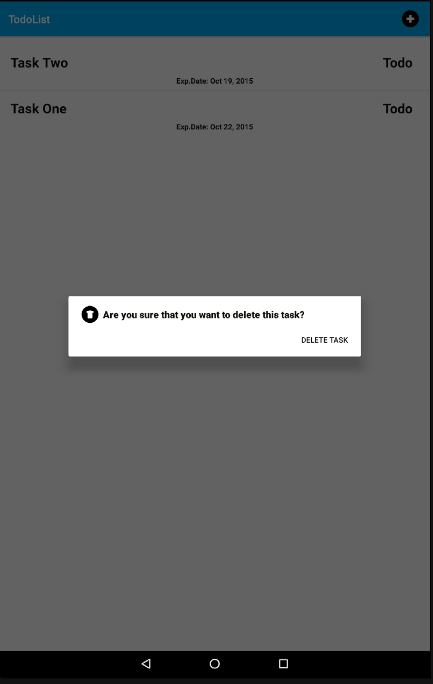 TodoList
Task Two Todo
Exp.Date: Oct 19, 2015
Task One Todo
Exp.Date: Oct 22, 2015
Are you sure that you want to delete this task?
DELETE TASK